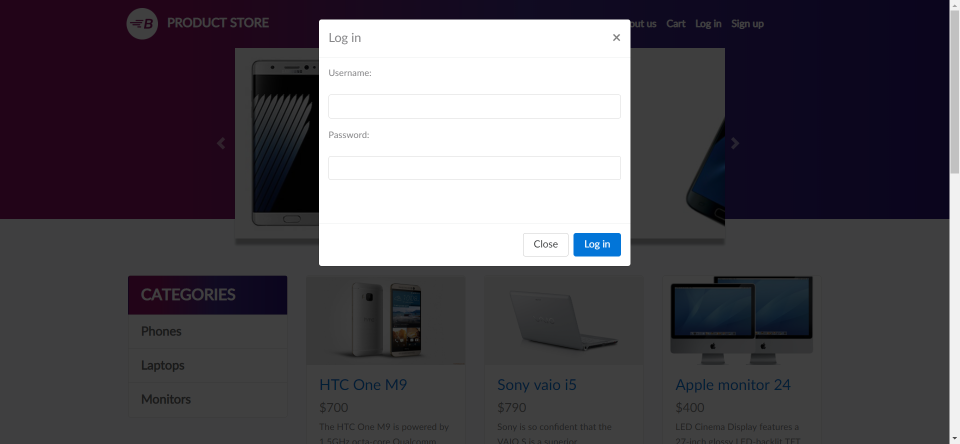 B PRODUCT STORE
out us Cart Log in Sign up
Log in ×
Username:
Password:
Close Log in
CATEGORIES
Phones
Laptops
Monitors
HTC One M9
$700
The HTC One M9 is powered by
1.5GHz octa-core Qualcomm
Sony vaio i5
$790
Sony is so confident that the
VAIO S is a superior
Apple monitor 24
$400
LED Cinema Display features a
27-inch glossy LED-backlit TFT